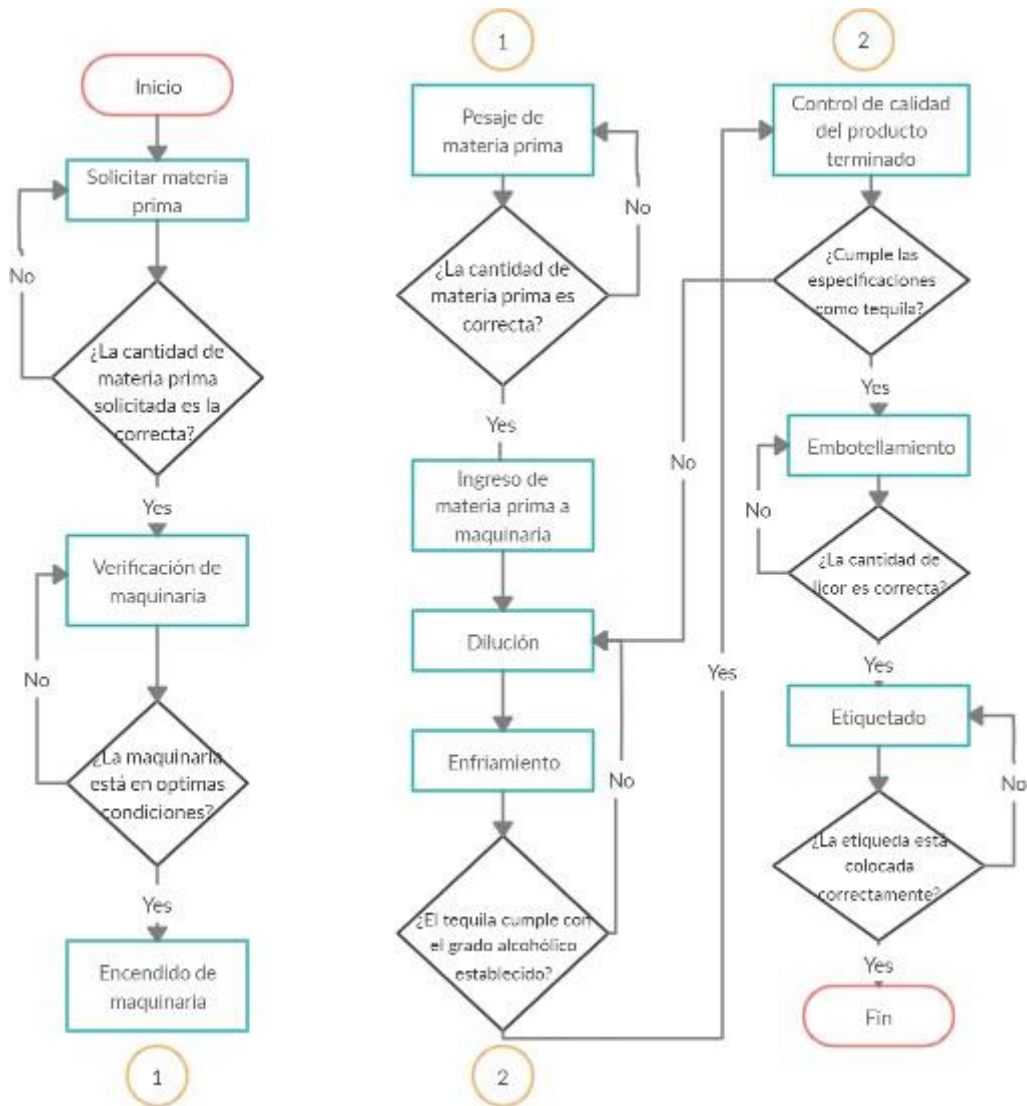 Inicio
Solicitar materia
prima
No
¿La cantidad de
materia prima
solicitada es la
correcta?
Yes
Verificación de
maquinaria
No
¿La maquinaria
está en optimas
condiciones?
Yes
Encendido de
maquinaria
1
1
Pesaje de
materia prima
No
¿La cantidad de
materia prima es
correcta?
Yes
Ingreso de
materia prima a
maquinaria
Dilución
Enfriamiento
No
¿El tequila cumple con
el grado alcohólico
establecido?
2
No
Yes
2
Control de calidad
del producto
terminado
¿Cumple las
especificaciones
como tequila?
Yes
Embotellamiento
No
¿La cantidad de
licor es correcta?
Yes
Etiquetado
No
¿La etiqueda está
colocada
correctamente?
Yes
Fin